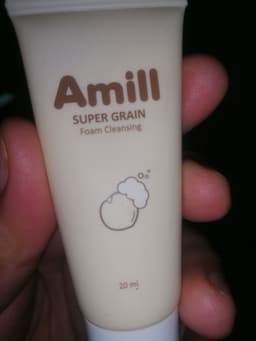 Amill
SUPER GRAIN
Foam Cleansing
20 ml